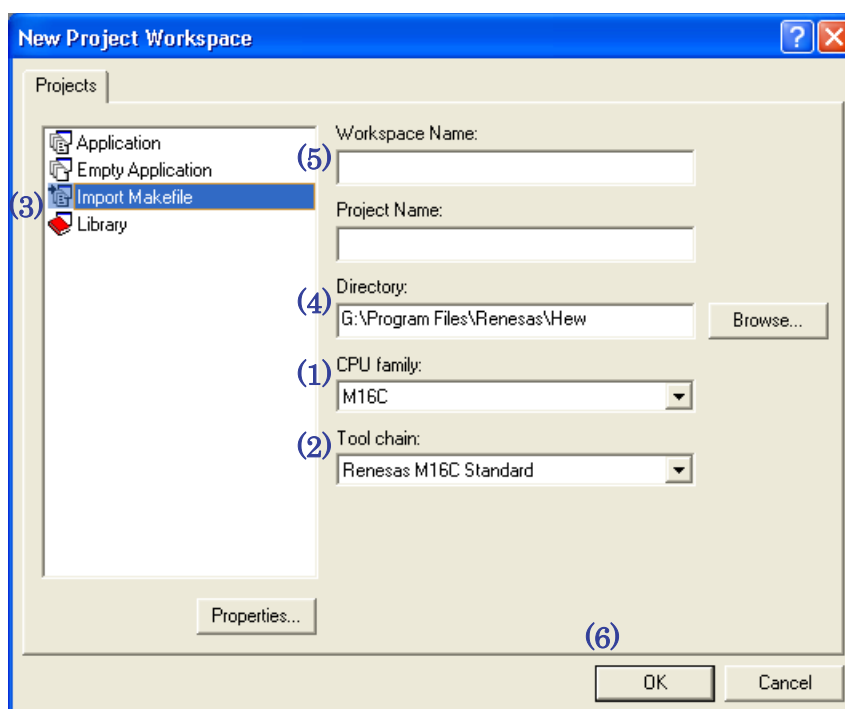 New Project Workspace
Projects
Application
Empty Application
(3) Import Makefile
Library
Workspace Name:
(5)
Project Name:
Directory:
(4) G:\Program Files\Renesas\Hew
Browse...
(1) CPU family:
M16C
(2) Tool chain:
Renesas M16C Standard
Properties...
(6)
OK Cancel